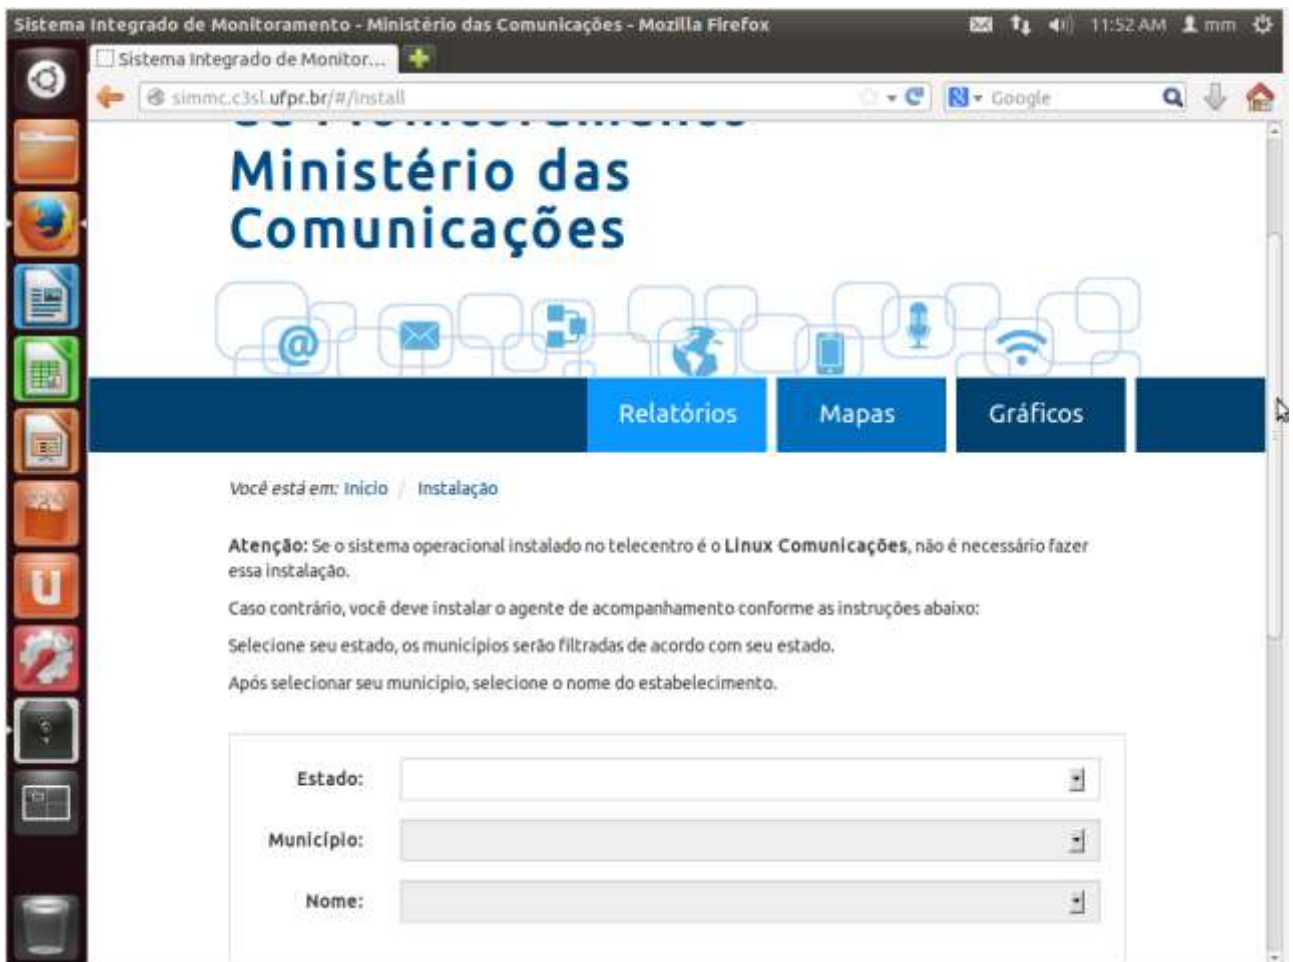 Sistema Integrado de Monitoramento - Ministério das Comunicações - Mozilla Firefox
11:52 AM mm
Sistema Integrado de Monitor...
simmc.c3sl.ufpr.br/#/install
Google
de Monitoramento
Ministério das
Comunicações
@
Relatórios Mapas Gráficos
Você está em: Início / Instalação
Atenção: Se o sistema operacional instalado no telecentro é o Linux Comunicações, não é necessário fazer
essa instalação.
Caso contrário, você deve instalar o agente de acompanhamento conforme as instruções abaixo:
Selecione seu estado, os municípios serão filtradas de acordo com seu estado.
Após selecionar seu município, selecione o nome do estabelecimento.
Estado:
Município:
Nome: